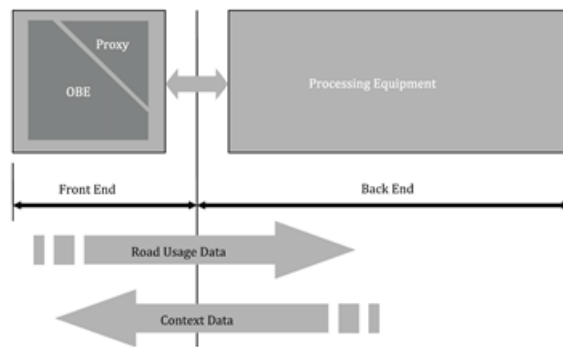 Proxy
OBE
Processing Equipment
Front End
Back End
Road Usage Data
Context Data